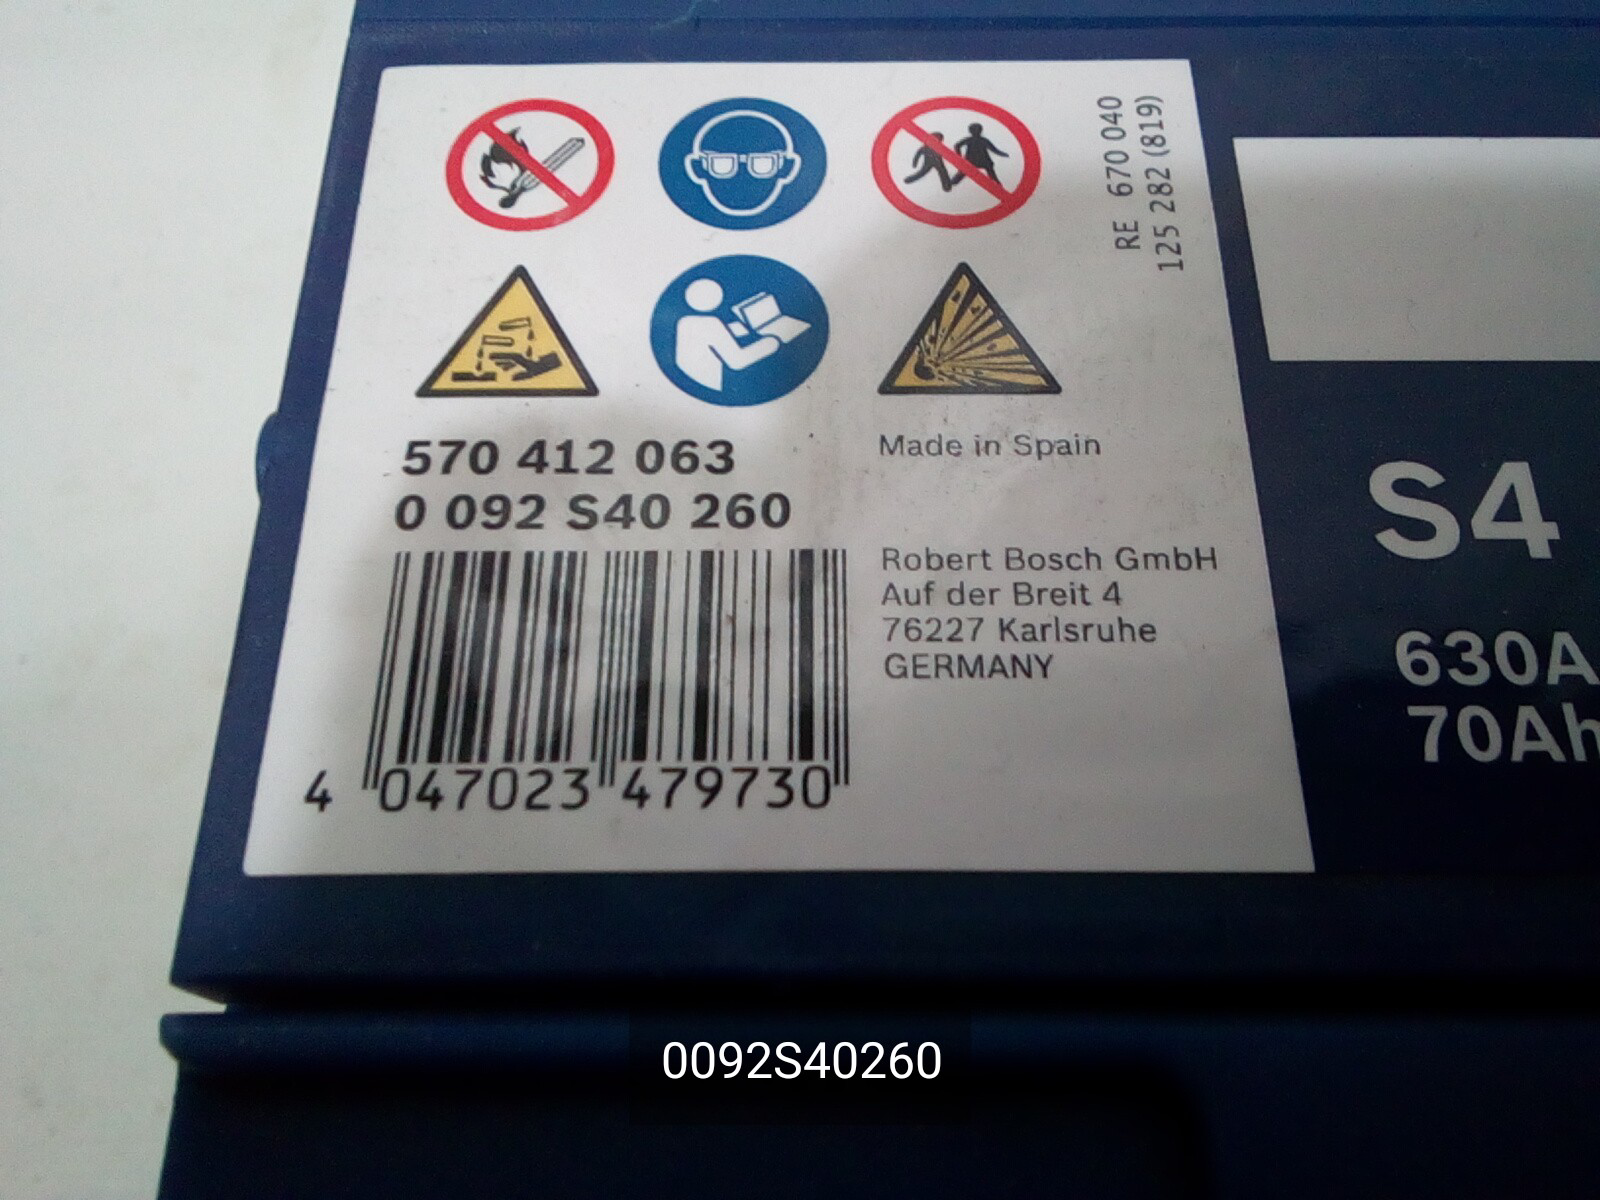 RE 670 040
125 282 (819)
570 412 063
0 092 S40 260
Made in Spain
Robert Bosch GmbH
Auf der Breit 4
76227 Karlsruhe
GERMANY
4 047023 479730
S4
630A
70Ah
0092S40260